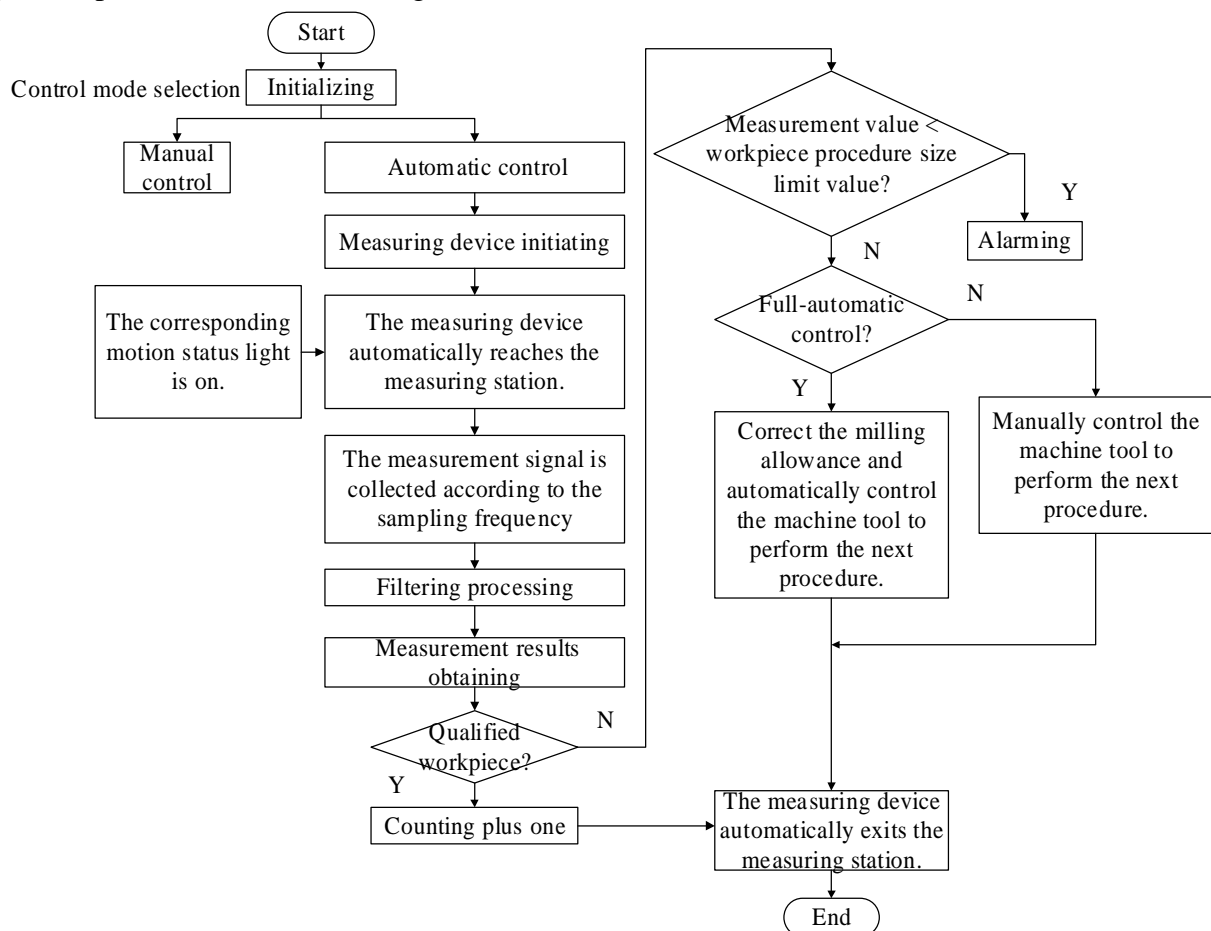 Start
Control mode selection
Initializing
Manual
control
Automatic control
Measuring device initiating
The corresponding
motion status light
is on.
The measuring device
automatically reaches the
measuring station.
The measurement signal is
collected according to the
sampling frequency
Filtering processing
Measurement results
obtaining
Qualified
workpiece?
N
Y
Counting plus one
Measurement value <
workpiece procedure size
limit value?
Y
Alarming
N
Full-automatic
control?
N
Y
Correct the milling
allowance and
automatically control
the machine tool to
perform the next
procedure.
Manually control the
machine tool to
perform the next
procedure.
The measuring device
automatically exits the
measuring station.
End